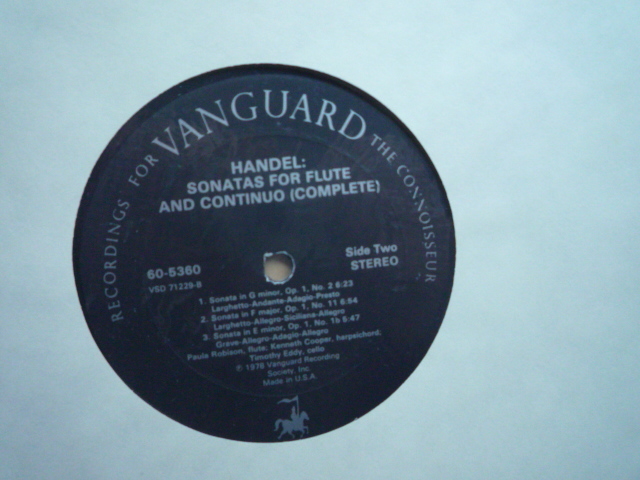 RECORDINGS FOR VANGUARD THE CONNOISSEUR
HANDEL:
SONATAS FOR FLUTE
AND CONTINUO (COMPLETE)
60-5360
VSD 71229-B
Side Two
STEREO
1. Sonata in G minor, Op. 1, No. 2 6:23
Larghetto-Andante-Adagio-Presto
2. Sonata in F major, Op. 1, No. 11 6:54
Larghetto-Allegro-Siciliana-Allegro
3. Sonata in E minor, Op. 1, No. 1b 5:47
Grave-Allegro-Adagio-Allegro
Paula Robison, flute; Kenneth Cooper, harpsichord;
Timothy Eddy, cello
℗ 1978 Vanguard Recording
Society, Inc.
Made in U.S.A.